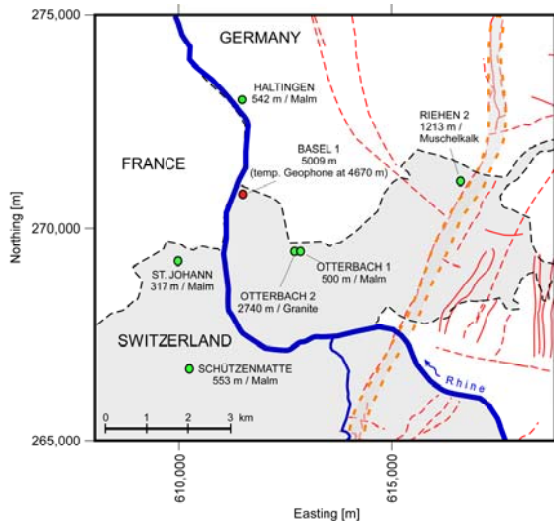 275,000
GERMANY
HALTINGEN
542 m / Malm
RIEHEN 2
1213 m /
Muschelkalk
BASEL 1
5009 m
(temp. Geophone at 4670 m)
FRANCE
Northing [m]
270,000
ST. JOHANN
317 m / Malm
OTTERBACH 1
500 m / Malm
OTTERBACH 2
2740 m / Granite
SWITZERLAND
SCHÜTZENMATTE
553 m / Malm
Rhine
0 1 2 3 km
265,000
610,000
615,000
Easting [m]